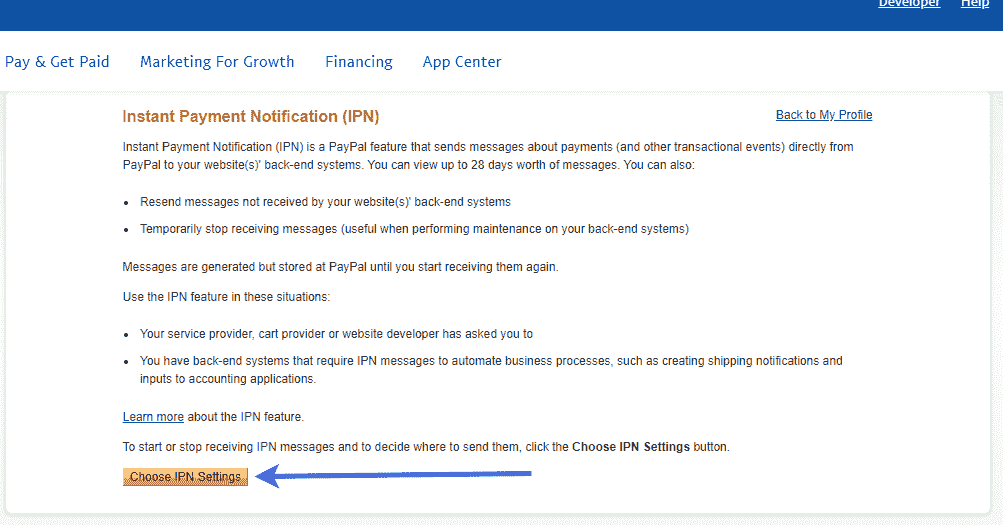 Developer Help
Pay & Get Paid Marketing For Growth Financing App Center
Instant Payment Notification (IPN) Back to My Profile
Instant Payment Notification (IPN) is a PayPal feature that sends messages about payments (and other transactional events) directly from
PayPal to your website(s)' back-end systems. You can view up to 28 days worth of messages. You can also:
• Resend messages not received by your website(s)' back-end systems
• Temporarily stop receiving messages (useful when performing maintenance on your back-end systems)
Messages are generated but stored at PayPal until you start receiving them again.
Use the IPN feature in these situations:
• Your service provider, cart provider or website developer has asked you to
• You have back-end systems that require IPN messages to automate business processes, such as creating shipping notifications and
inputs to accounting applications.
Learn more about the IPN feature.
To start or stop receiving IPN messages and to decide where to send them, click the Choose IPN Settings button.
Choose IPN Settings